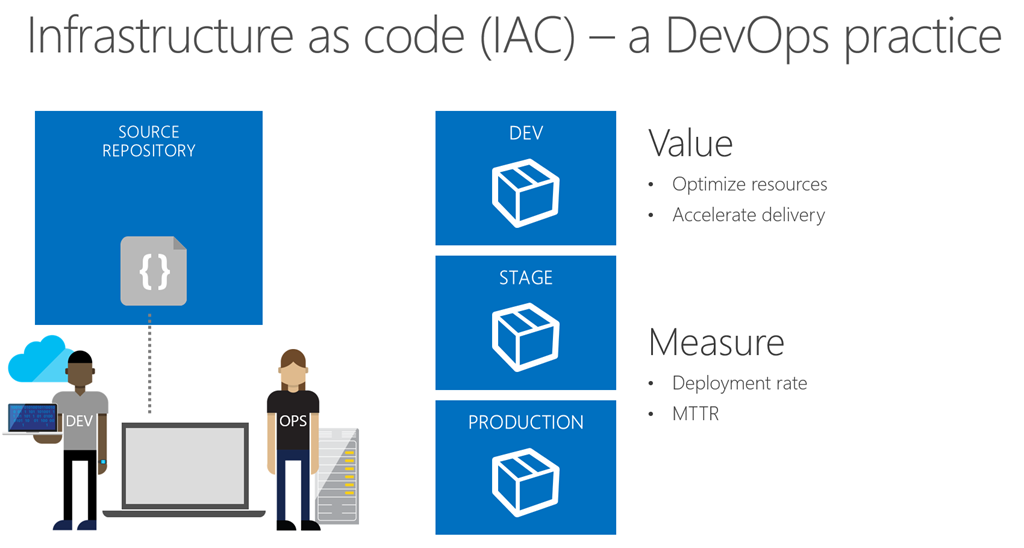 Infrastructure as code (IAC) – a DevOps practice
SOURCE
REPOSITORY
{}
DEV
OPS
DEV
STAGE
PRODUCTION
Value
• Optimize resources
• Accelerate delivery
Measure
• Deployment rate
• MTTR